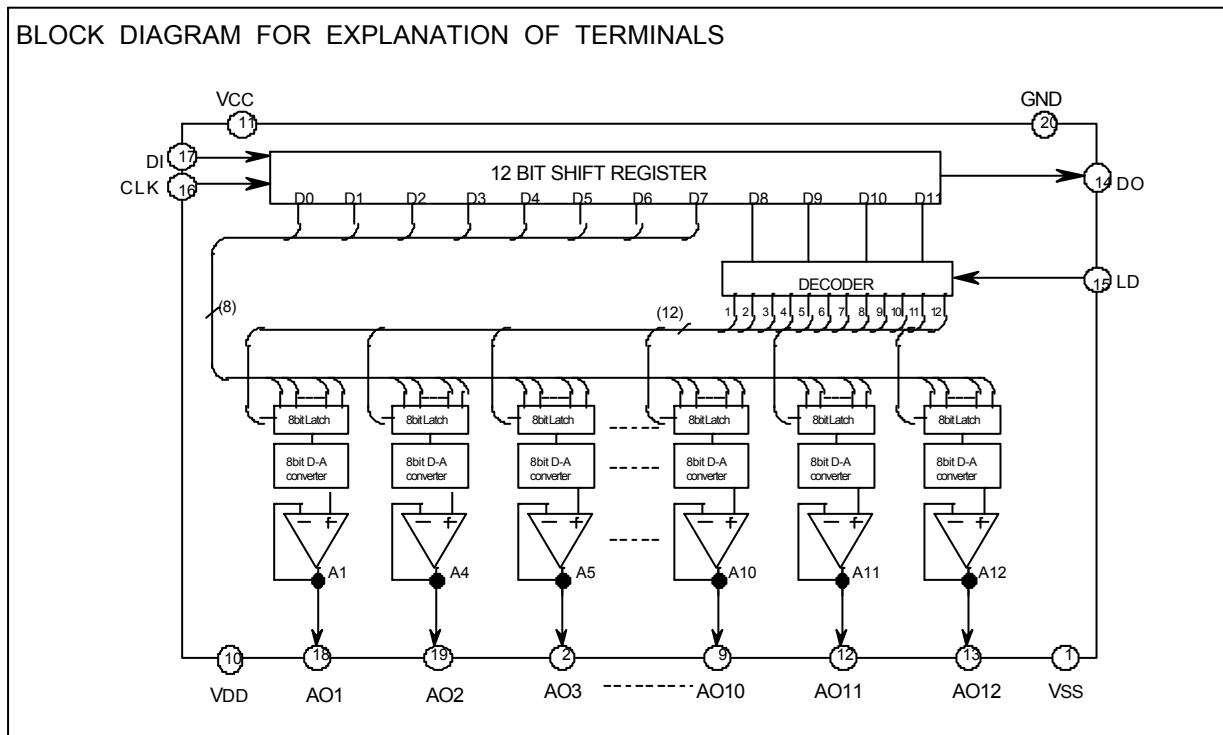 BLOCK DIAGRAM FOR EXPLANATION OF TERMINALS
VCC GND
11 20
DI 17
12 BIT SHIFT REGISTER
CLK 16
14 DO
D0 D1 D2 D3 D4 D5 D6 D7 D8 D9 D10 D11
DECODER
15 LD
(8)
(12)
1 2 3 4 5 6 7 8 9 10 11 12
8bit Latch 8bit Latch 8bit Latch 8bit Latch 8bit Latch 8bit Latch
8bit D-A 8bit D-A 8bit D-A 8bit D-A 8bit D-A 8bit D-A
converter converter converter converter converter converter
− + − + − + − + − + − +
A1 A4 A5 A10 A11 A12
10 18 19 2 9 12 13 1
VDD AO1 AO2 AO3 AO10 AO11 AO12 VSS